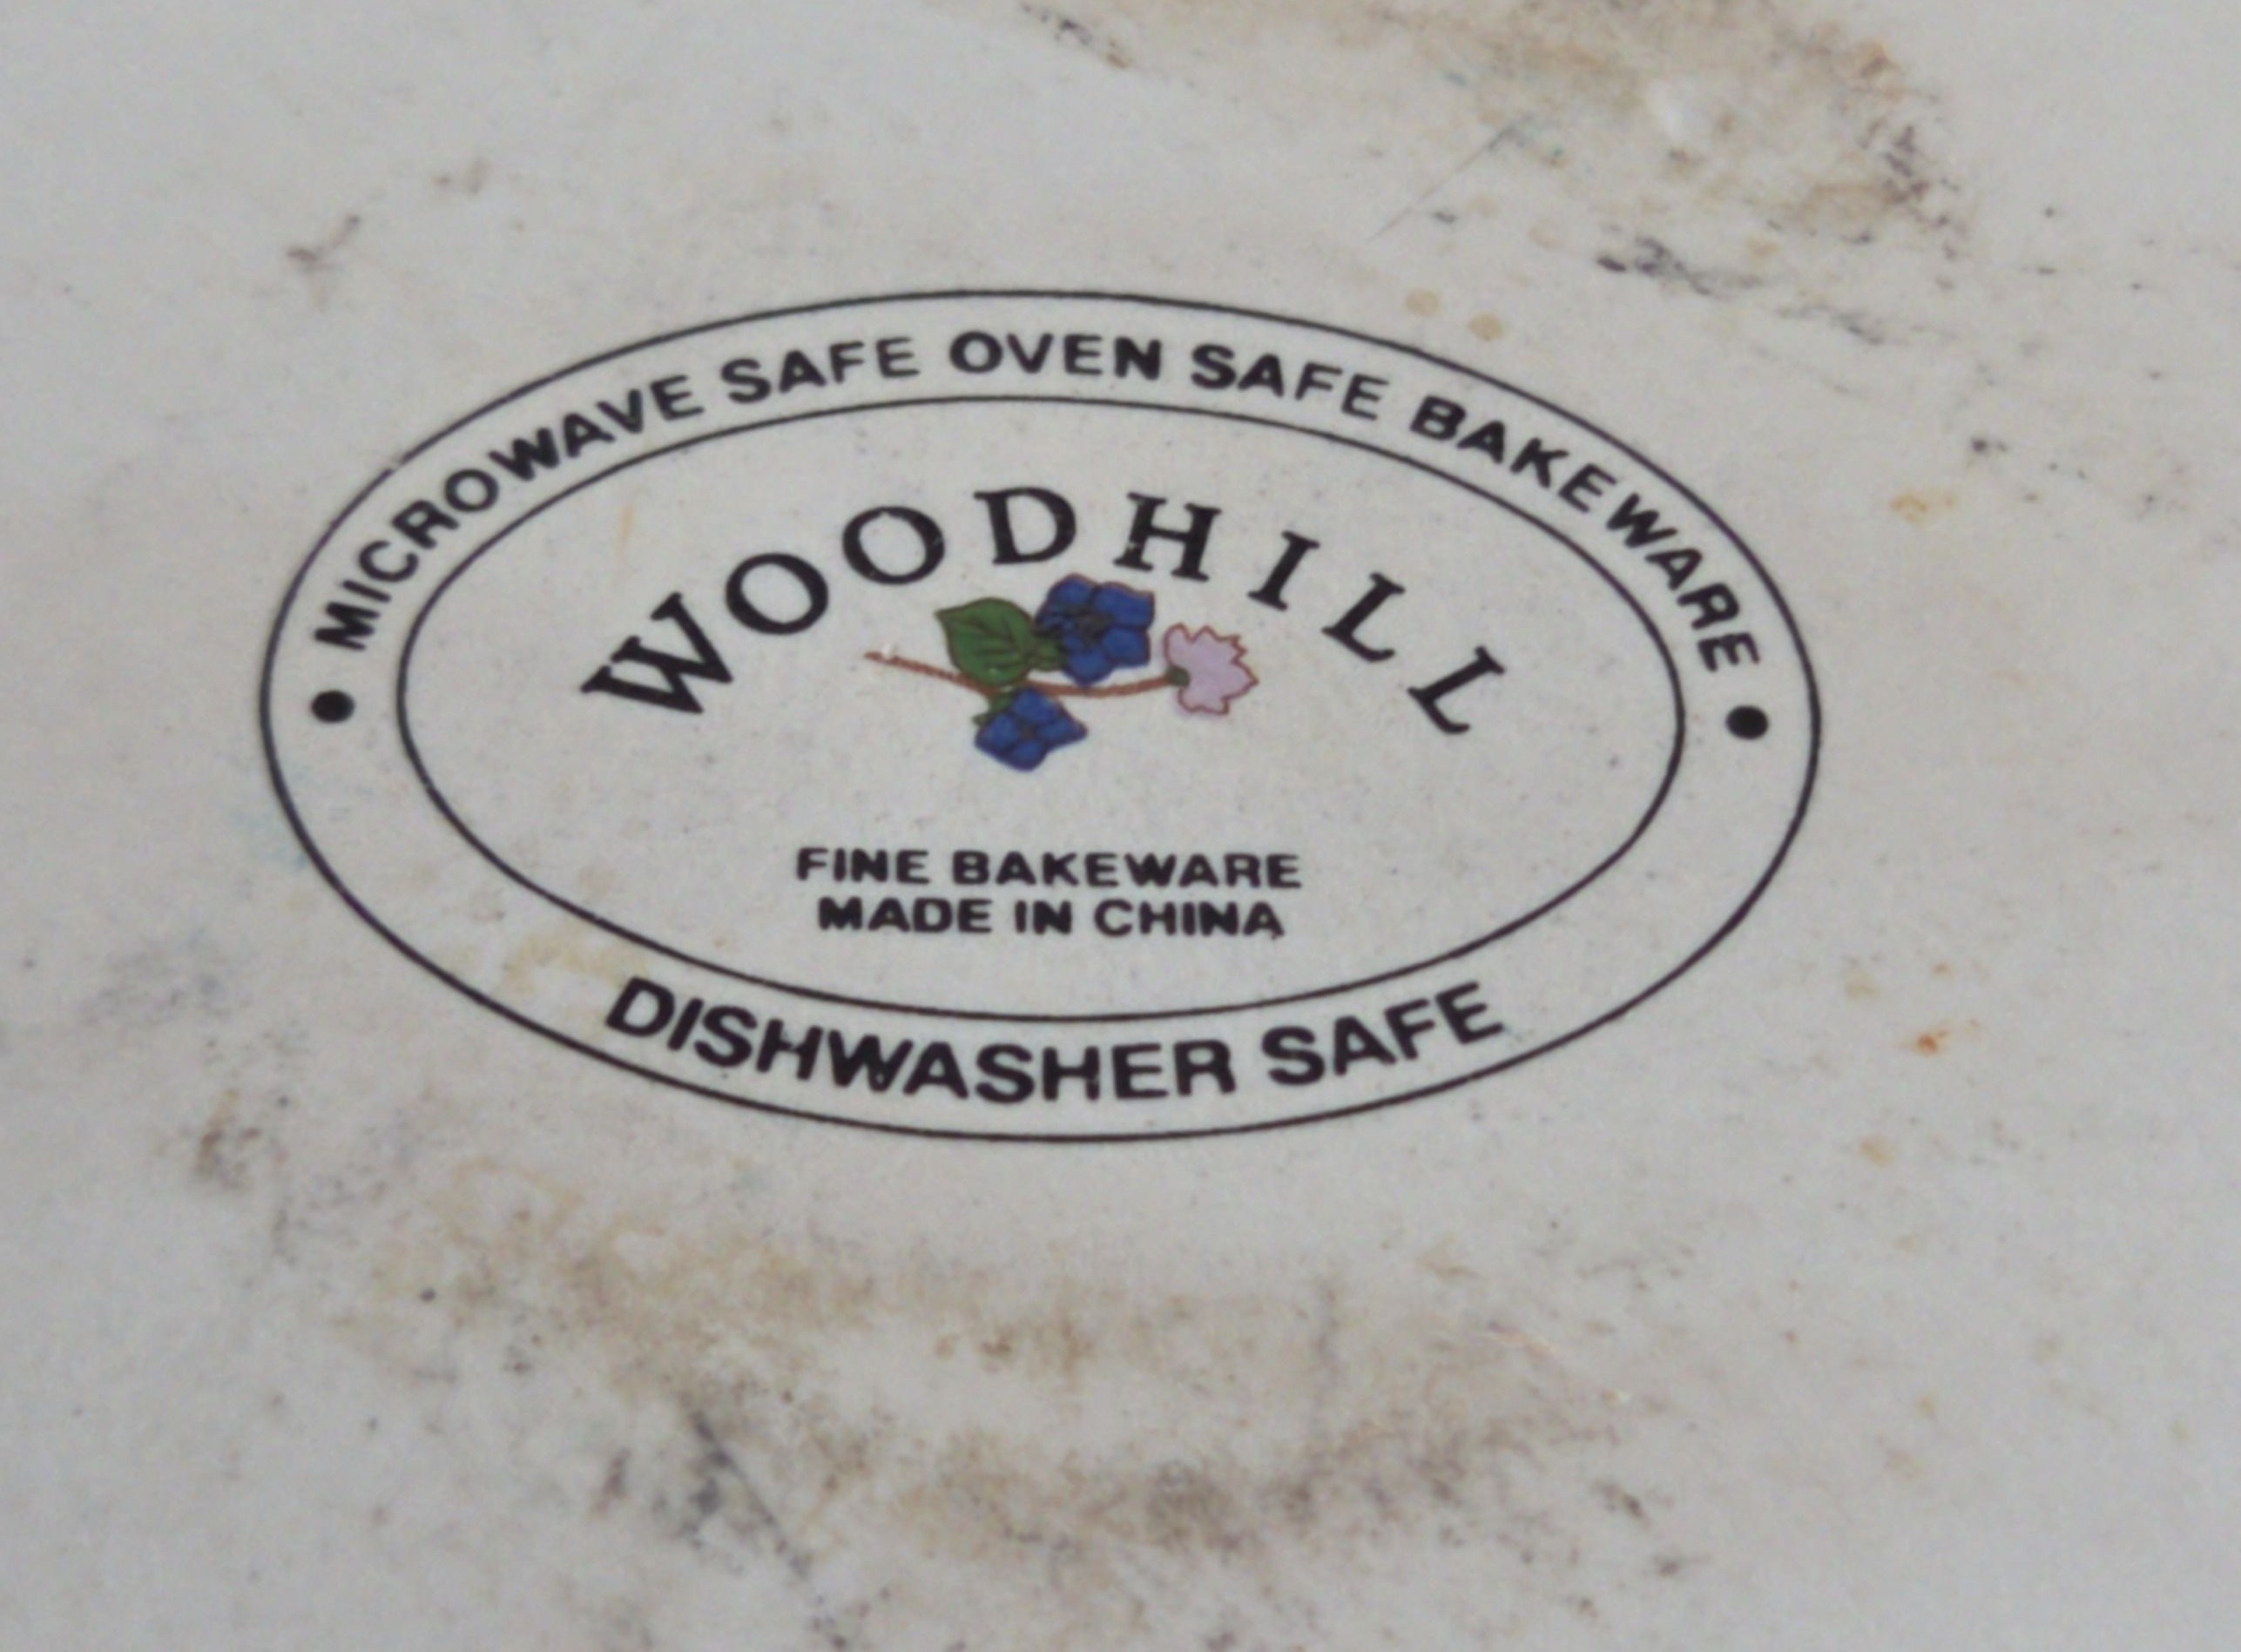 MICROWAVE SAFE OVEN SAFE BAKEWARE
WOODHILL
FINE BAKEWARE
MADE IN CHINA
DISHWASHER SAFE